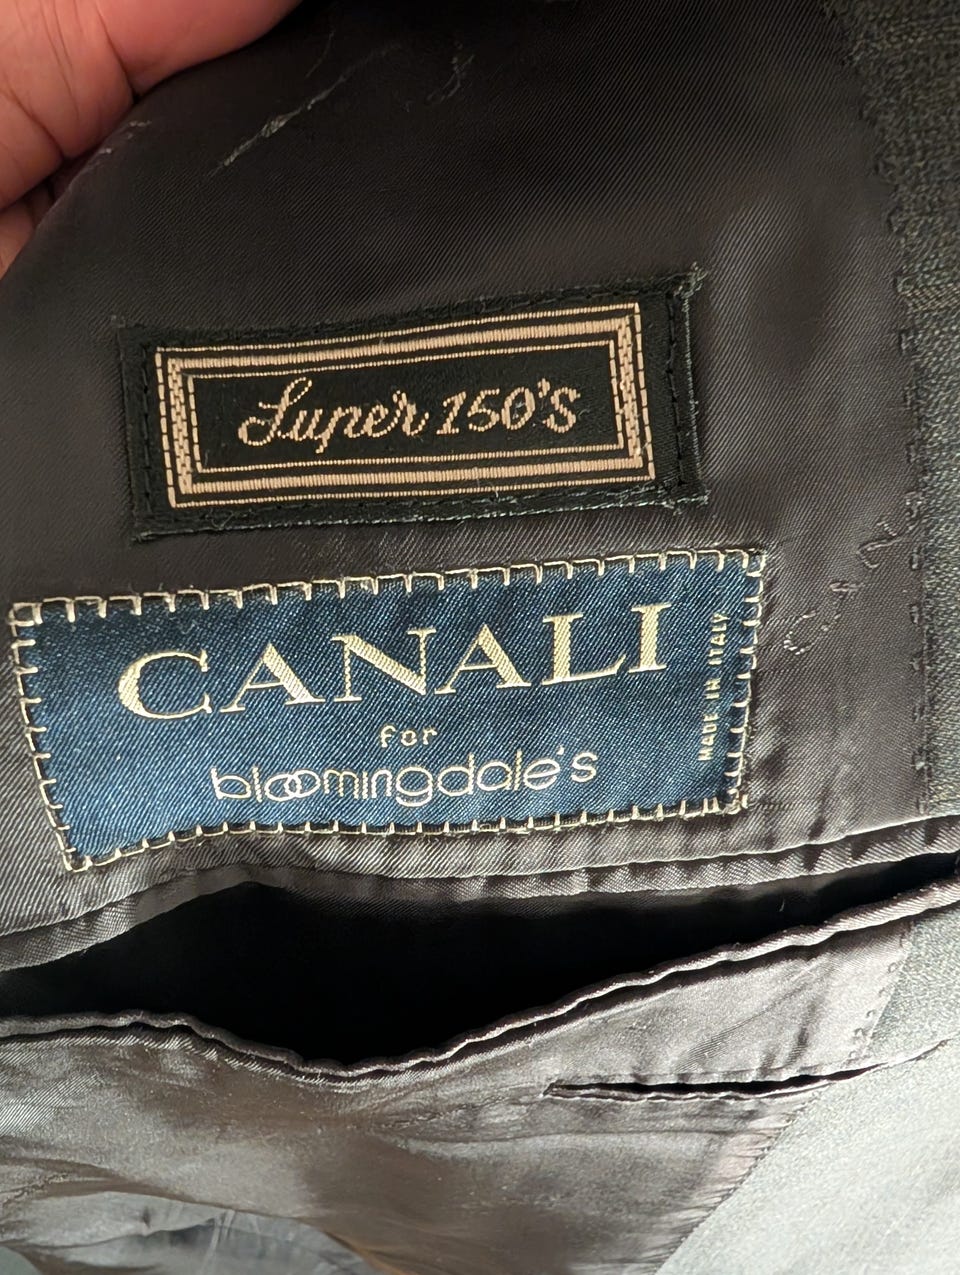 Super 150's
CANALI
for
bloomingdale's
MADE IN ITALY